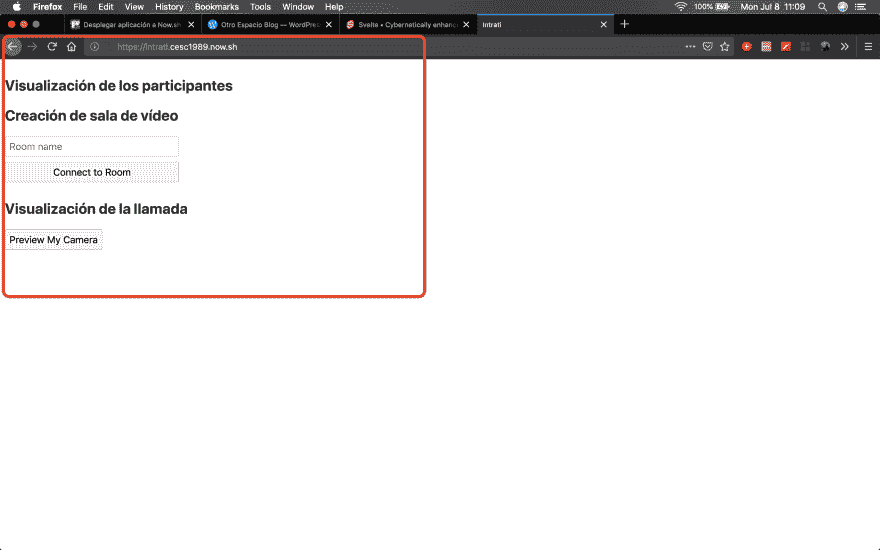 Firefox File Edit View History Bookmarks Tools Window Help 100% Mon Jul 8 11:09
Desplegar aplicación a Now.sh Otro Espacio Blog — WordPre Svelte • Cybernetically enhanc Intrati
https://intrati.cesc1989.now.sh
Visualización de los participantes
Creación de sala de vídeo
Room name
Connect to Room
Visualización de la llamada
Preview My Camera